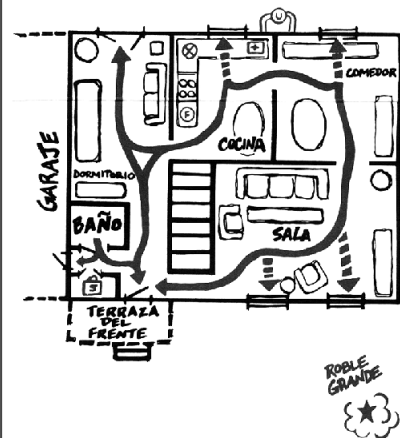 COMEDOR
COCINA
GARAJE
DORMITORIO
BAÑO
SALA
S
F
TERRAZA
DEL
FRENTE
ROBLE
GRANDE